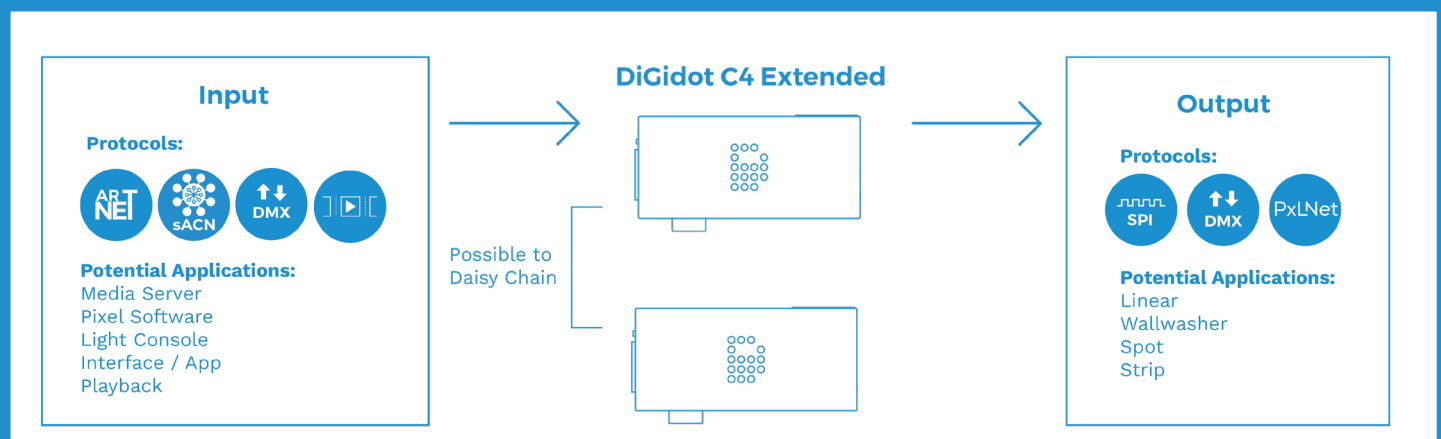 Input
Protocols:
AR
NET
sACN
DMX
Potential Applications:
Media Server
Pixel Software
Light Console
Interface / App
Playback
DiGidot C4 Extended
Possible to
Daisy Chain
Output
Protocols:
SPI
DMX
PxLNet
Potential Applications:
Linear
Wallwasher
Spot
Strip